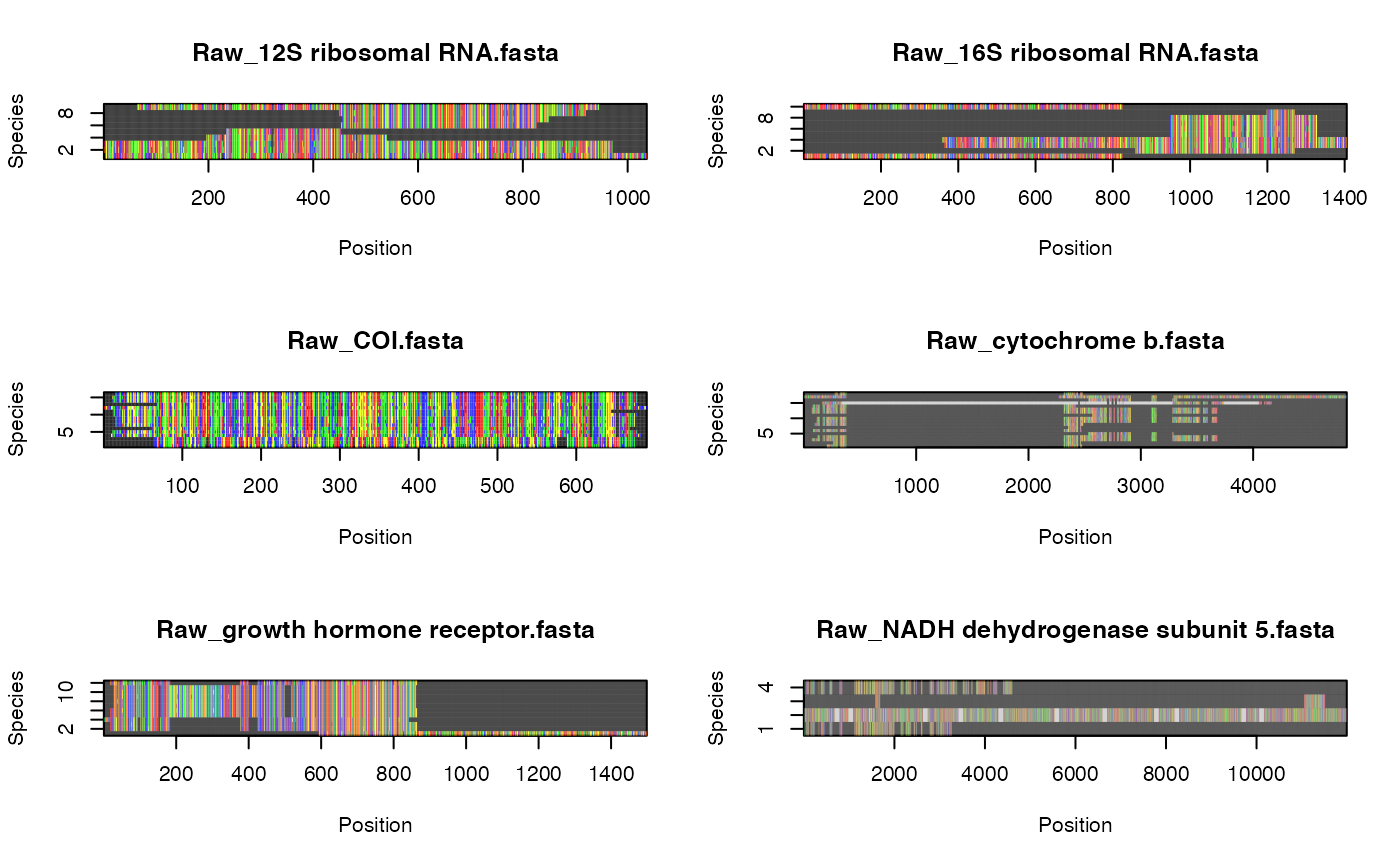 Raw_12S ribosomal RNA.fasta
Species
2 8
200 400 600 800 1000
Position
Raw_16S ribosomal RNA.fasta
Species
2 8
200 400 600 800 1000 1200 1400
Position
Raw_COI.fasta
Species
5
100 200 300 400 500 600
Position
Raw_cytochrome b.fasta
Species
5
1000 2000 3000 4000
Position
Raw_growth hormone receptor.fasta
Species
2 10
200 400 600 800 1000 1200 1400
Position
Raw_NADH dehydrogenase subunit 5.fasta
Species
1 4
2000 4000 6000 8000 10000
Position